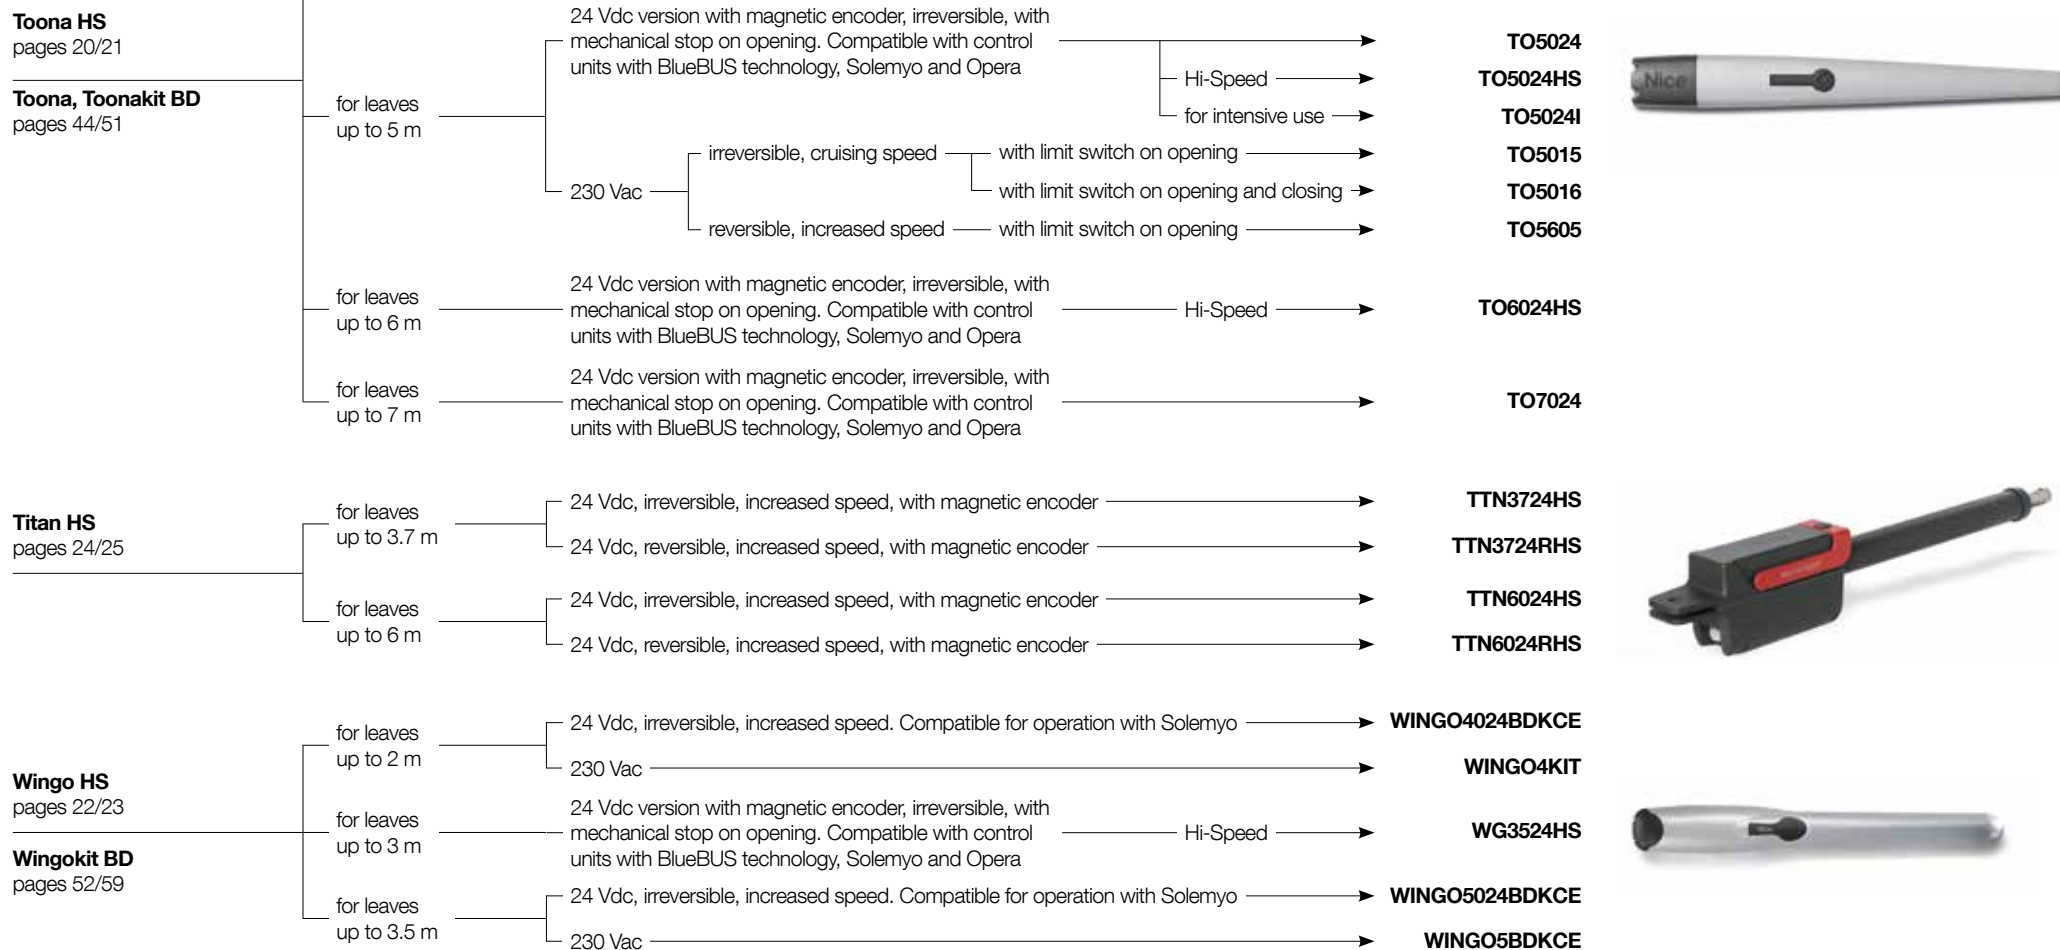 Toona HS
pages 20/21
Toona, Toonakit BD
pages 44/51
for leaves
up to 5 m
24 Vdc version with magnetic encoder, irreversible, with
mechanical stop on opening. Compatible with control
units with BlueBUS technology, Solemyo and Opera
TO5024
Hi-Speed
TO5024HS
for intensive use
TO5024I
230 Vac
irreversible, cruising speed
with limit switch on opening
TO5015
with limit switch on opening and closing
TO5016
reversible, increased speed
with limit switch on opening
TO5605
for leaves
up to 6 m
24 Vdc version with magnetic encoder, irreversible, with
mechanical stop on opening. Compatible with control
units with BlueBUS technology, Solemyo and Opera
Hi-Speed
TO6024HS
for leaves
up to 7 m
24 Vdc version with magnetic encoder, irreversible, with
mechanical stop on opening. Compatible with control
units with BlueBUS technology, Solemyo and Opera
TO7024
Nice
Titan HS
pages 24/25
for leaves
up to 3.7 m
24 Vdc, irreversible, increased speed, with magnetic encoder
TTN3724HS
24 Vdc, reversible, increased speed, with magnetic encoder
TTN3724RHS
for leaves
up to 6 m
24 Vdc, irreversible, increased speed, with magnetic encoder
TTN6024HS
24 Vdc, reversible, increased speed, with magnetic encoder
TTN6024RHS
Wingo HS
pages 22/23
Wingokit BD
pages 52/59
for leaves
up to 2 m
24 Vdc, irreversible, increased speed. Compatible for operation with Solemyo
WINGO4024BDKCE
230 Vac
WINGO4KIT
for leaves
up to 3 m
24 Vdc version with magnetic encoder, irreversible, with
mechanical stop on opening. Compatible with control
units with BlueBUS technology, Solemyo and Opera
Hi-Speed
WG3524HS
for leaves
up to 3.5 m
24 Vdc, irreversible, increased speed. Compatible for operation with Solemyo
WINGO5024BDKCE
230 Vac
WINGO5BDKCE